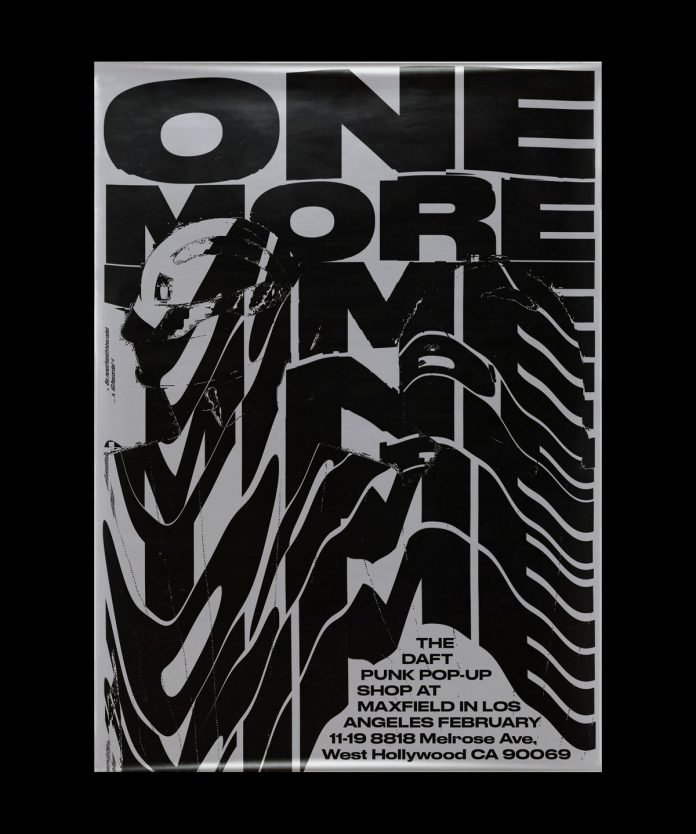 ONE
MORE
THE
DAFT
PUNK POP-UP
SHOP AT
MAXFIELD IN LOS
ANGELES FEBRUARY
11-19 8818 Melrose Ave,
West Hollywood CA 90069